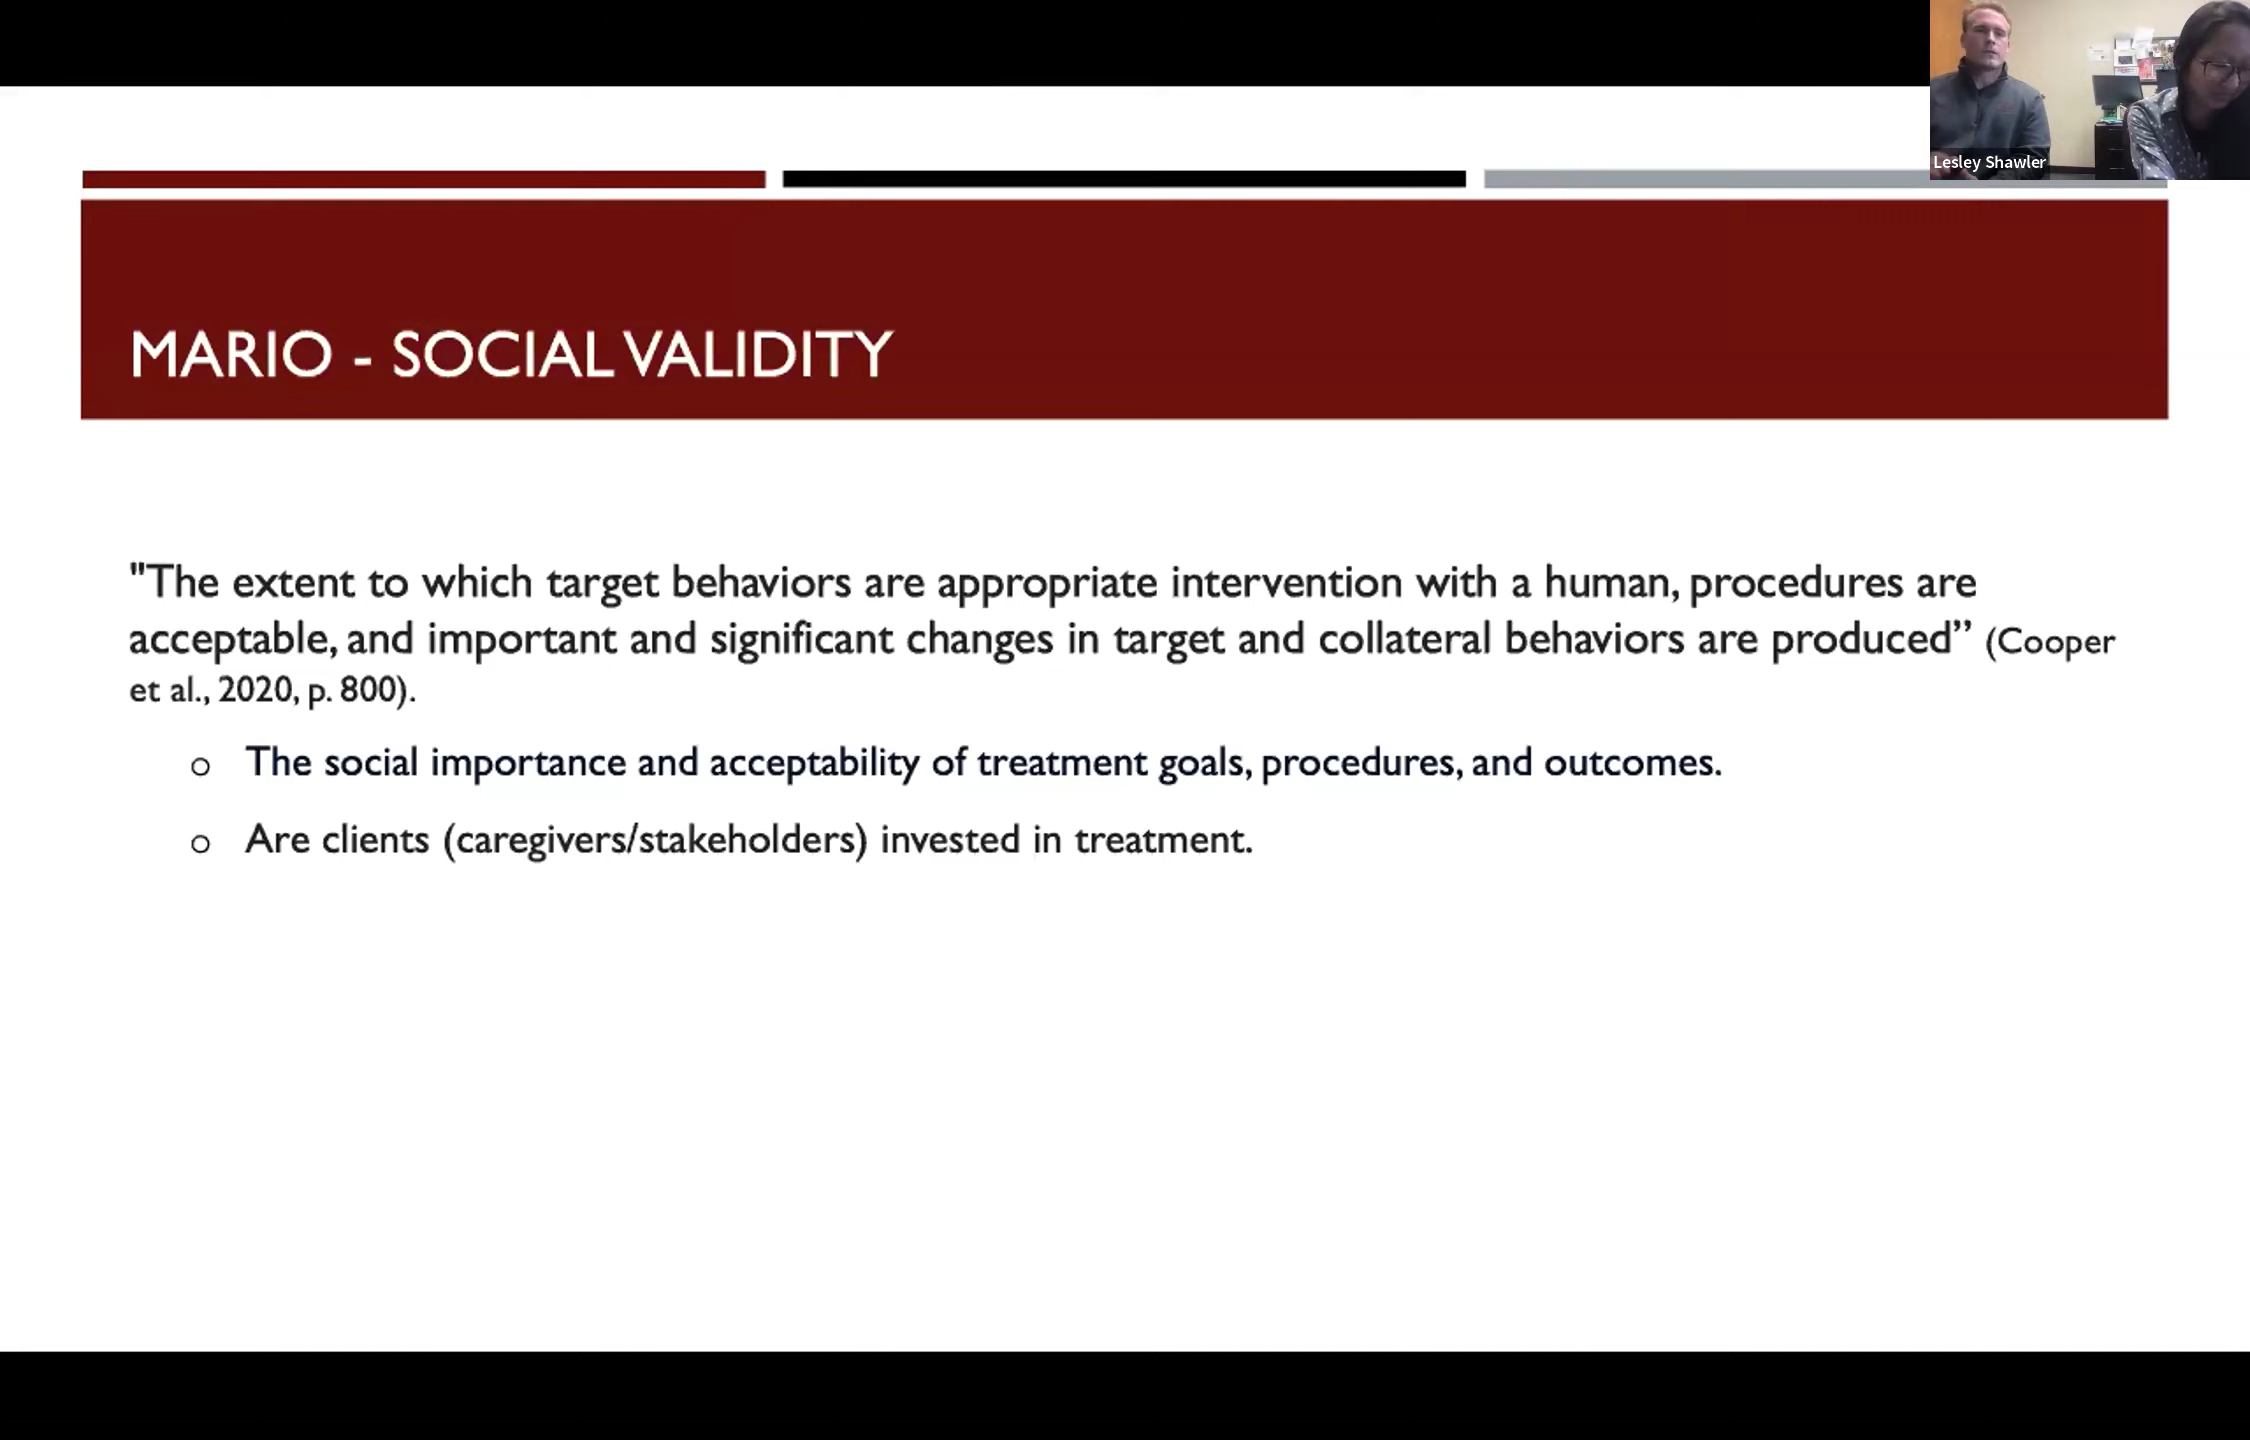 Lesley Shawler
MARIO - SOCIAL VALIDITY
"The extent to which target behaviors are appropriate intervention with a human, procedures are
acceptable, and important and significant changes in target and collateral behaviors are produced” (Cooper
et al., 2020, p. 800).
o The social importance and acceptability of treatment goals, procedures, and outcomes.
o Are clients (caregivers/stakeholders) invested in treatment.